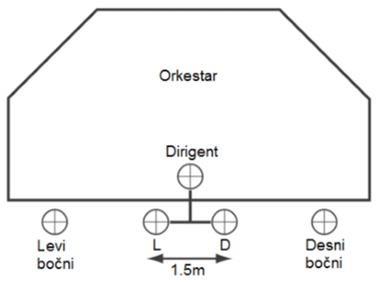 Orkestar
Dirigent
Levi
bočni
L
D
Desni
bočni
1.5m